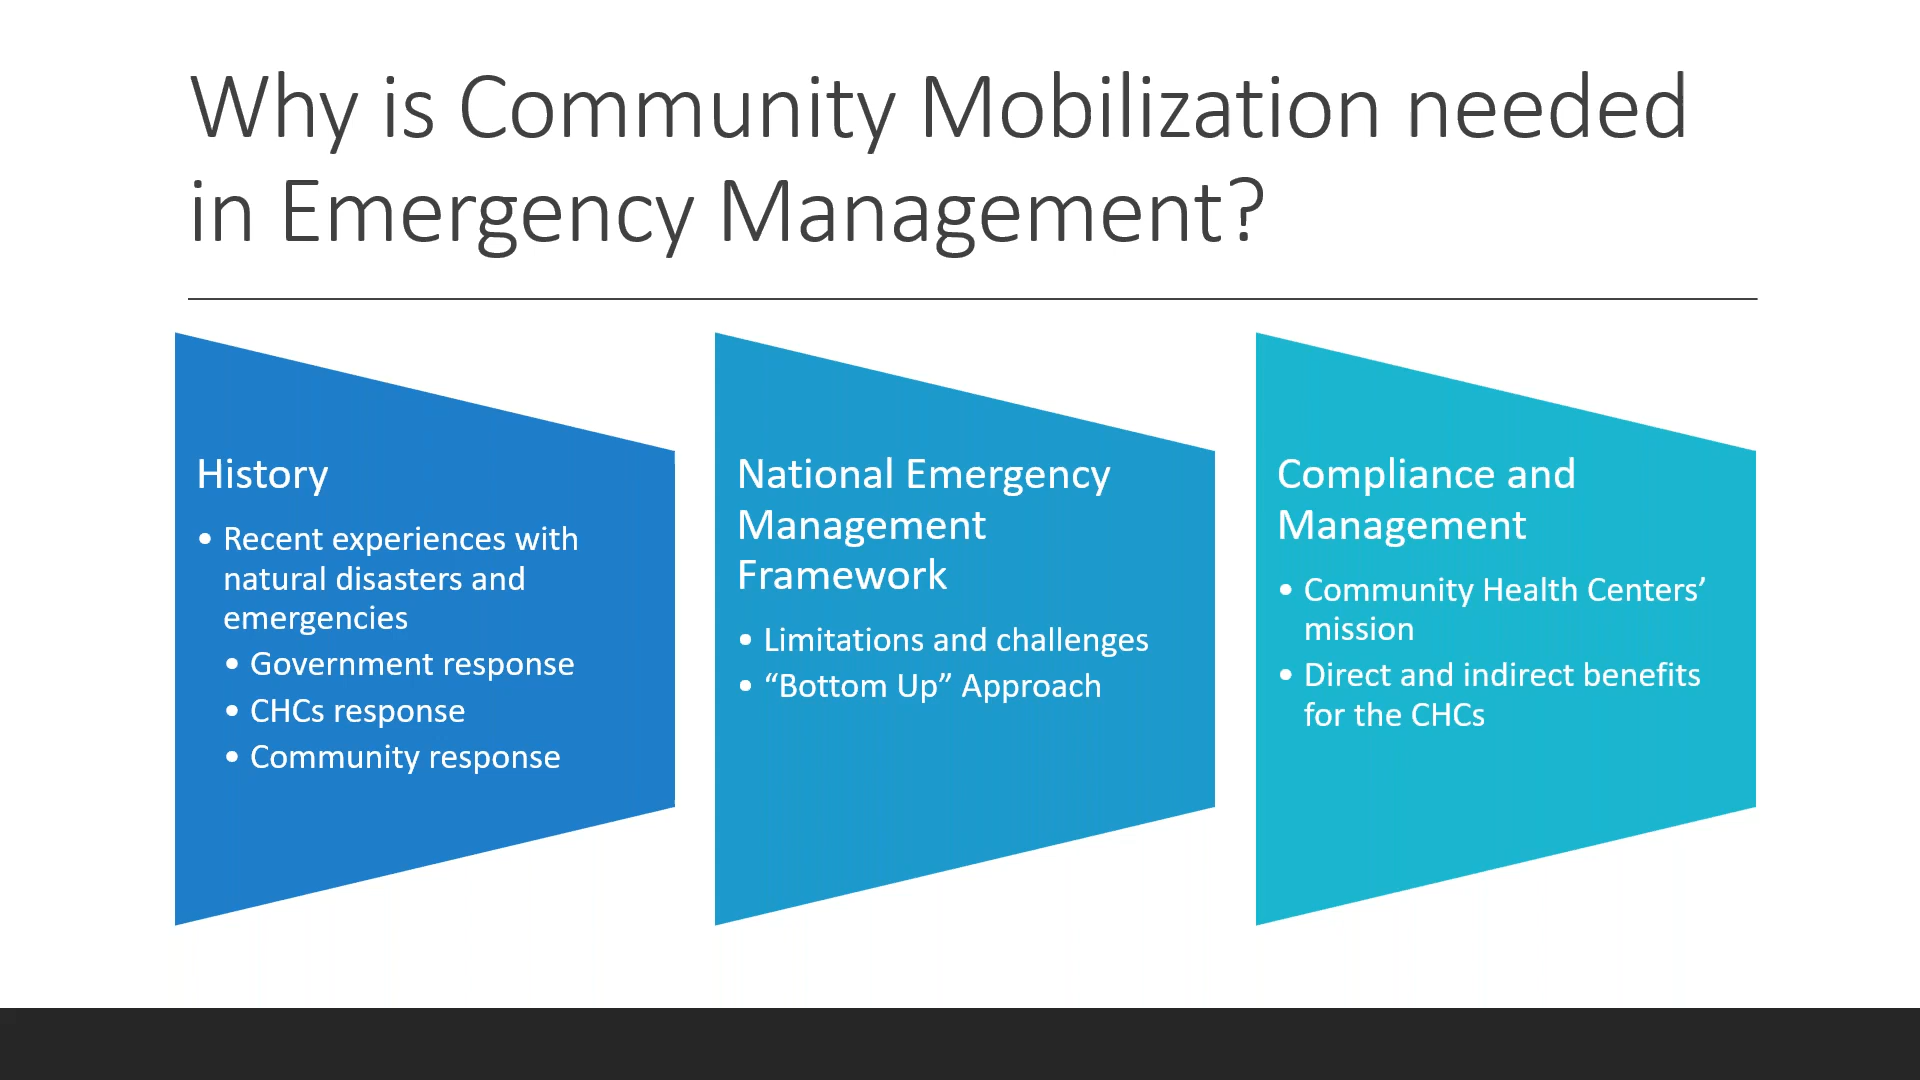 Why is Community Mobilization needed
in Emergency Management?
History
• Recent experiences with
natural disasters and
emergencies
• Government response
• CHCs response
• Community response
National Emergency
Management
Framework
• Limitations and challenges
• “Bottom Up” Approach
Compliance and
Management
• Community Health Centers’
mission
• Direct and indirect benefits
for the CHCs